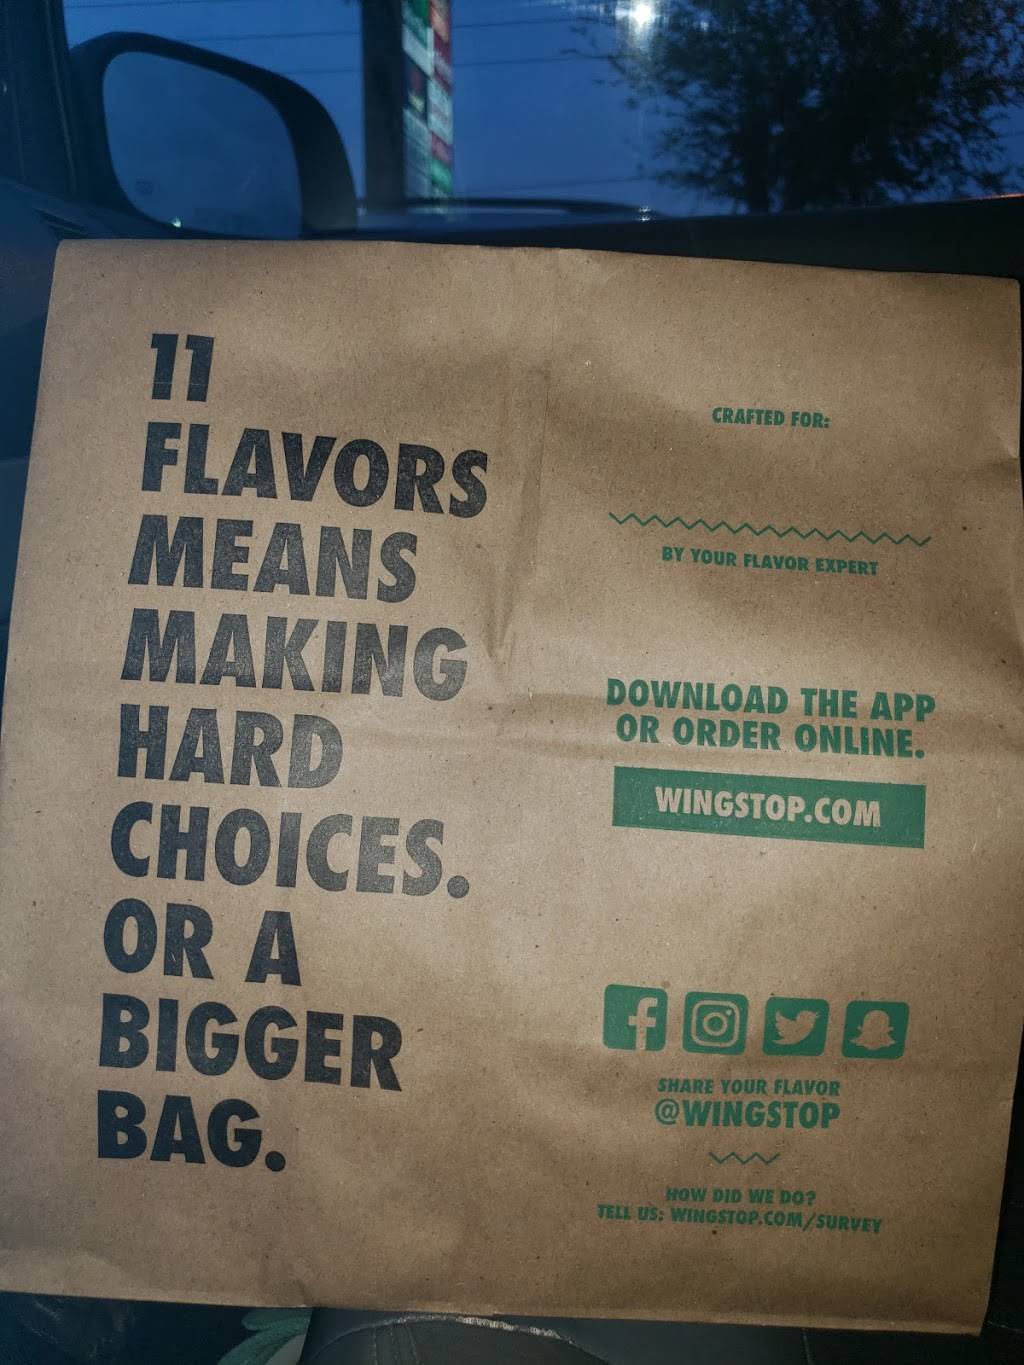 11
FLAVORS
MEANS
MAKING
HARD
CHOICES.
OR A
BIGGER
BAG.
CRAFTED FOR:
BY YOUR FLAVOR EXPERT
DOWNLOAD THE APP
OR ORDER ONLINE.
WINGSTOP.COM
SHARE YOUR FLAVOR
@WINGSTOP
HOW DID WE DO?
TELL US: WINGSTOP.COM/SURVEY